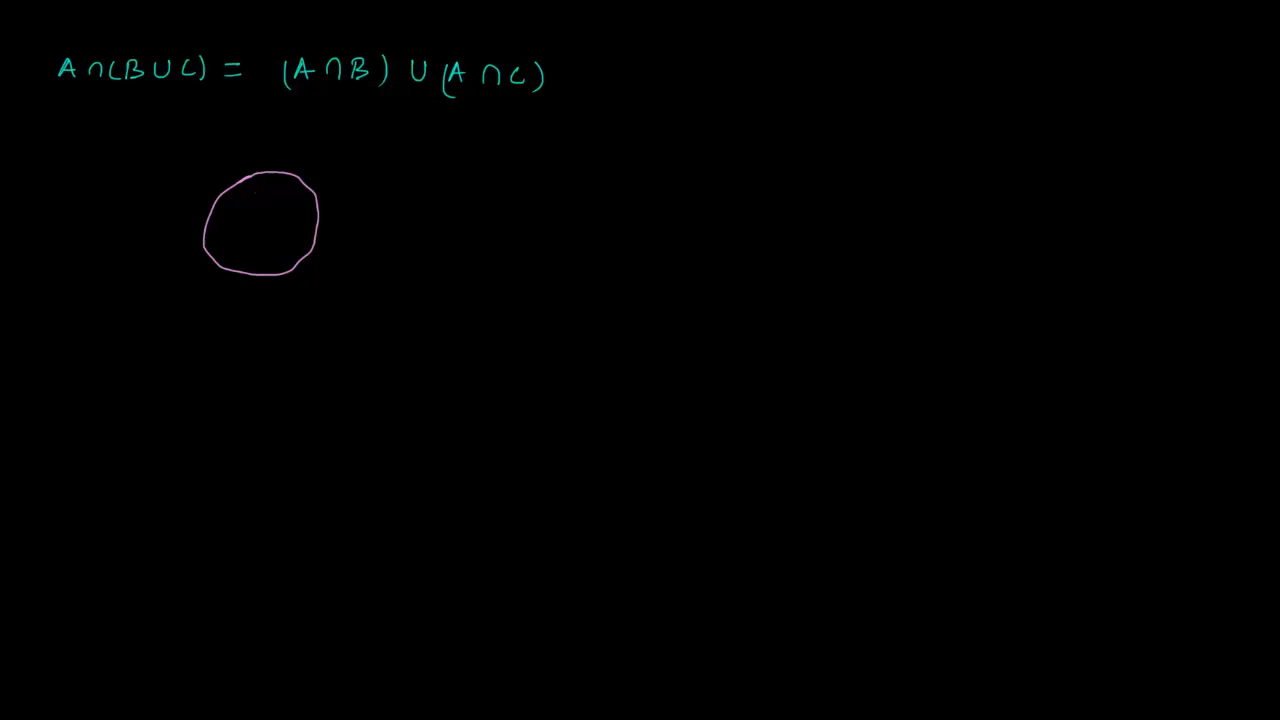 A ∩ (B ∪ C) = (A ∩ B) ∪ (A ∩ C)